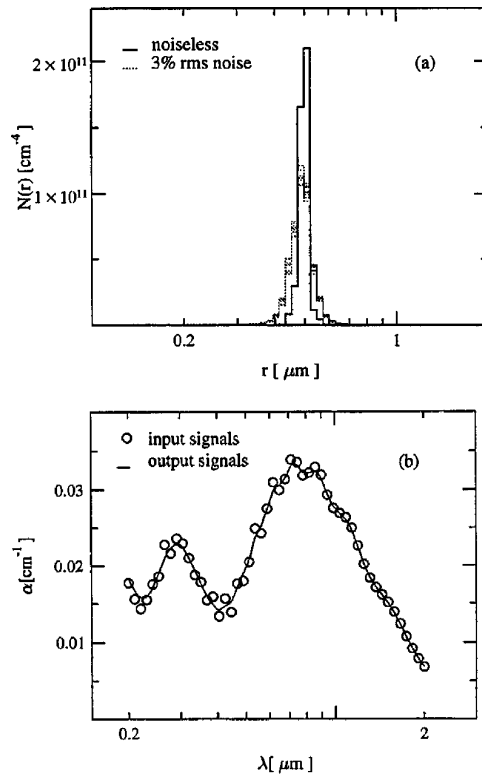 noiseless
3% rms noise
(a)
2 × 10¹¹
1 × 10¹¹
N(r) [cm⁻⁴]
0.2
1
r [ μm ]
input signals
output signals
(b)
0.03
0.02
0.01
α[cm⁻¹]
0.2
2
λ[ μm ]